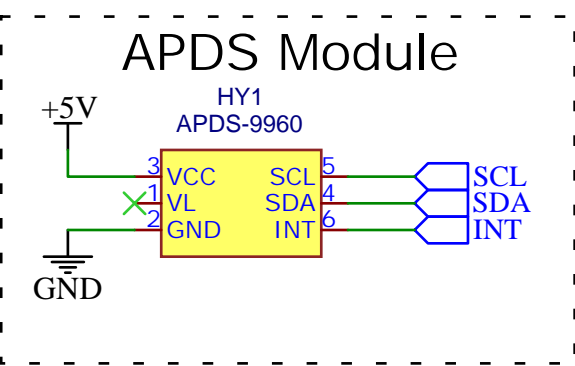 APDS Module
HY1
APDS-9960
+5V
3 VCC SCL 5 SCL
1 VL SDA 4 SDA
2 GND INT 6 INT
GND